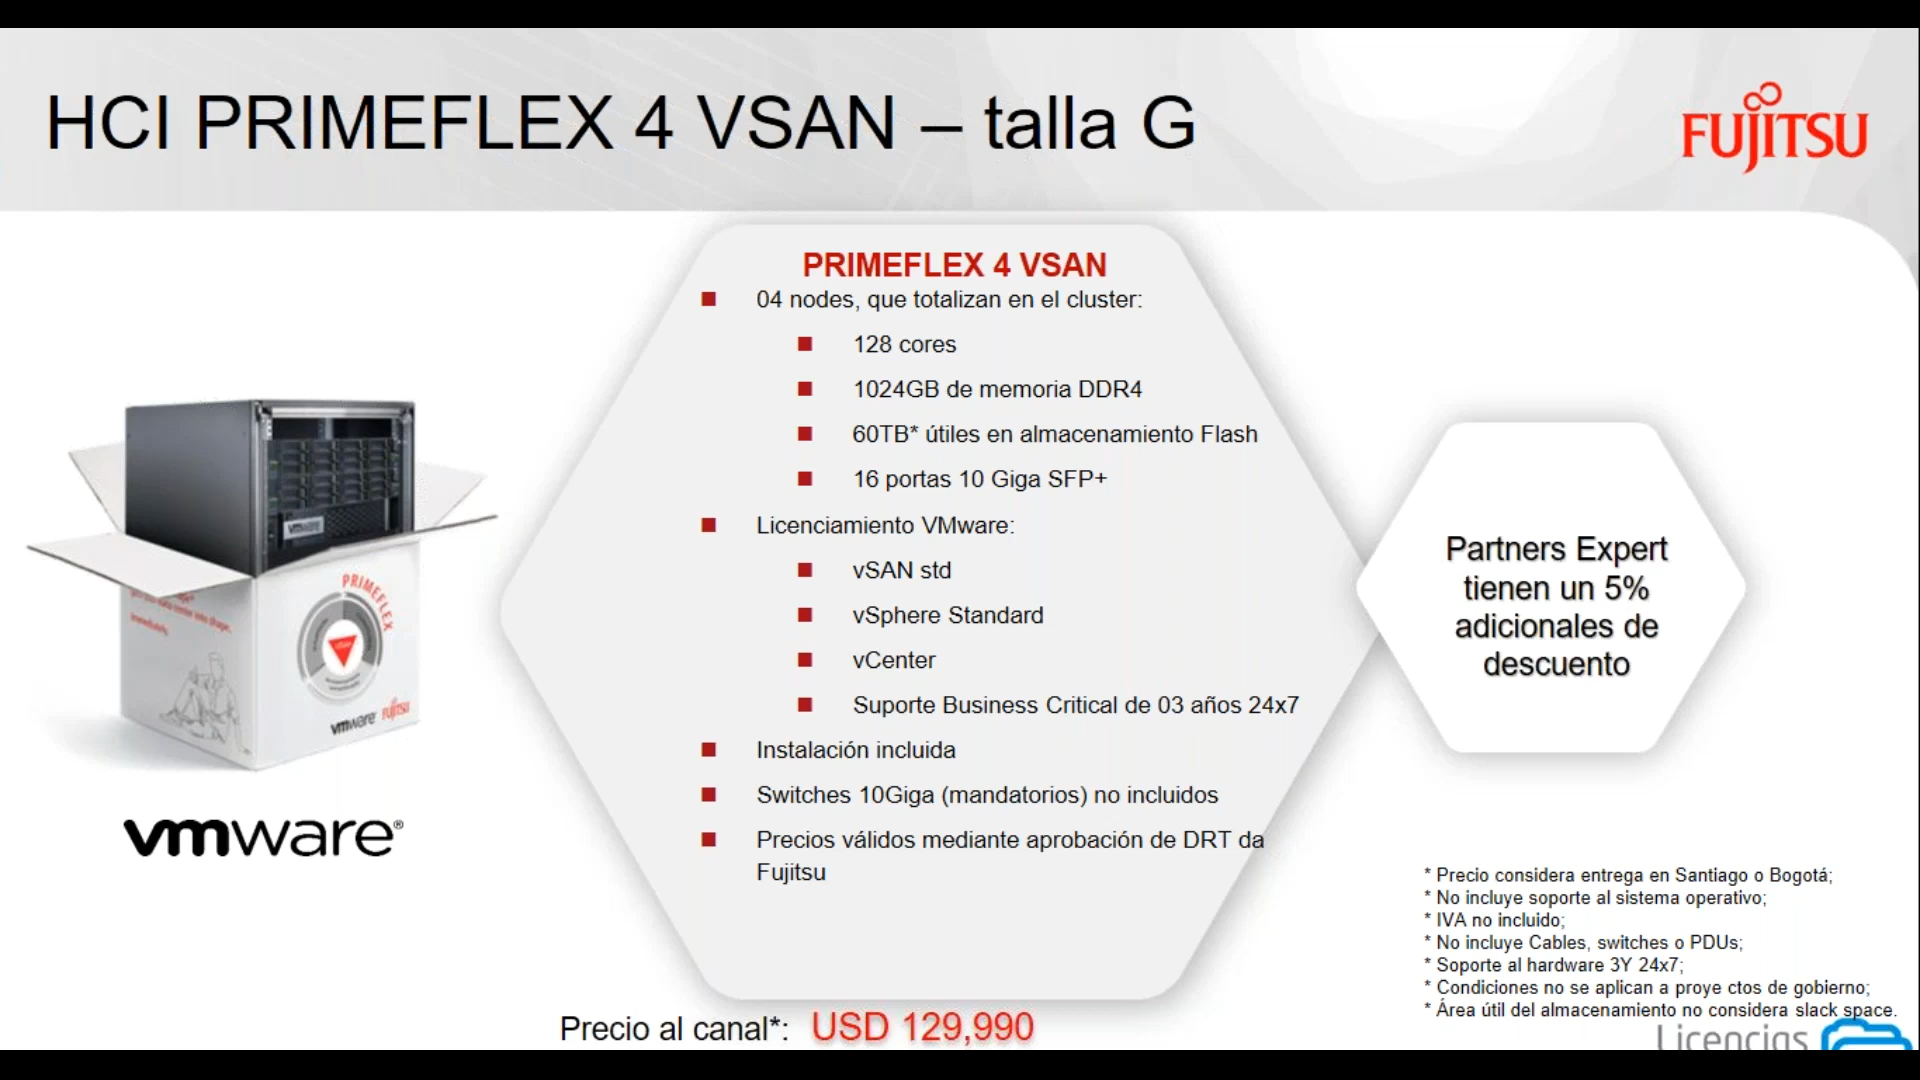 HCI PRIMEFLEX 4 VSAN – talla G
FUJITSU
PRIMEFLEX 4 VSAN
04 nodes, que totalizan en el cluster:
128 cores
1024GB de memoria DDR4
60TB* útiles en almacenamiento Flash
16 portas 10 Giga SFP+
Licenciamiento VMware:
vSAN std
vSphere Standard
vCenter
Suporte Business Critical de 03 años 24x7
Instalación incluida
Switches 10Giga (mandatorios) no incluidos
Precios válidos mediante aprobación de DRT da
Fujitsu
Partners Expert
tienen un 5%
adicionales de
descuento
vmware
PRIMEFLEX
vmware FUJITSU
vmware®
* Precio considera entrega en Santiago o Bogotá;
* No incluye soporte al sistema operativo;
* IVA no incluido;
* No incluye Cables, switches o PDUs;
* Soporte al hardware 3Y 24x7;
* Condiciones no se aplican a proye ctos de gobierno;
* Área útil del almacenamiento no considera slack space.
Precio al canal*: USD 129,990
Licencias